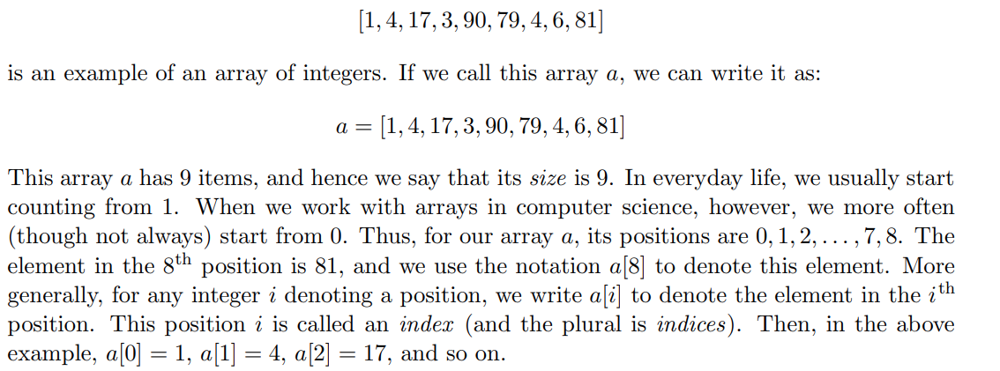 [1, 4, 17, 3, 90, 79, 4, 6, 81]
is an example of an array of integers. If we call this array a, we can write it as:
a = [1, 4, 17, 3, 90, 79, 4, 6, 81]
This array a has 9 items, and hence we say that its size is 9. In everyday life, we usually start
counting from 1. When we work with arrays in computer science, however, we more often
(though not always) start from 0. Thus, for our array a, its positions are 0, 1, 2, . . . , 7, 8. The
element in the 8th position is 81, and we use the notation a[8] to denote this element. More
generally, for any integer i denoting a position, we write a[i] to denote the element in the ith
position. This position i is called an index (and the plural is indices). Then, in the above
example, a[0] = 1, a[1] = 4, a[2] = 17, and so on.